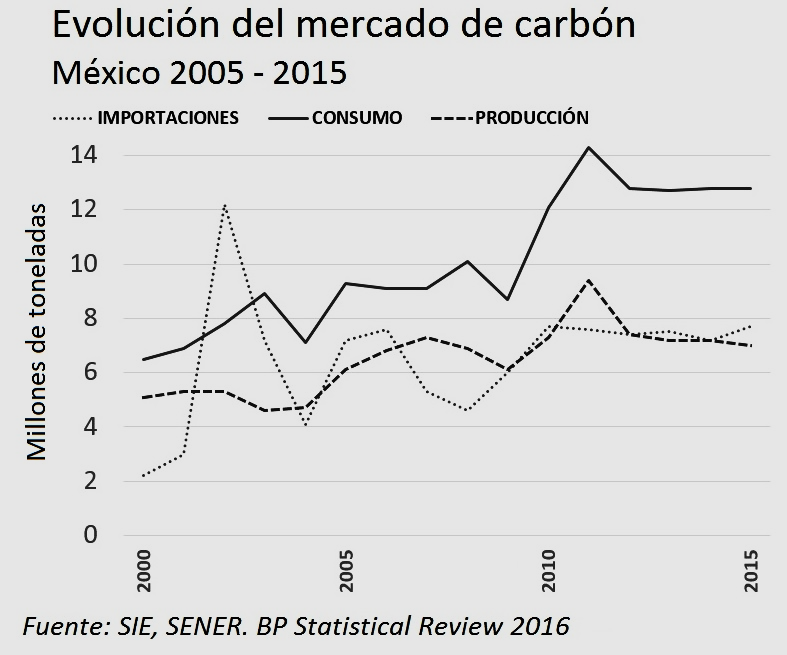 Evolución del mercado de carbón
México 2005 - 2015
IMPORTACIONES CONSUMO PRODUCCIÓN
Millones de toneladas
14
12
10
8
6
4
2
0
2000 2005 2010 2015
Fuente: SIE, SENER. BP Statistical Review 2016